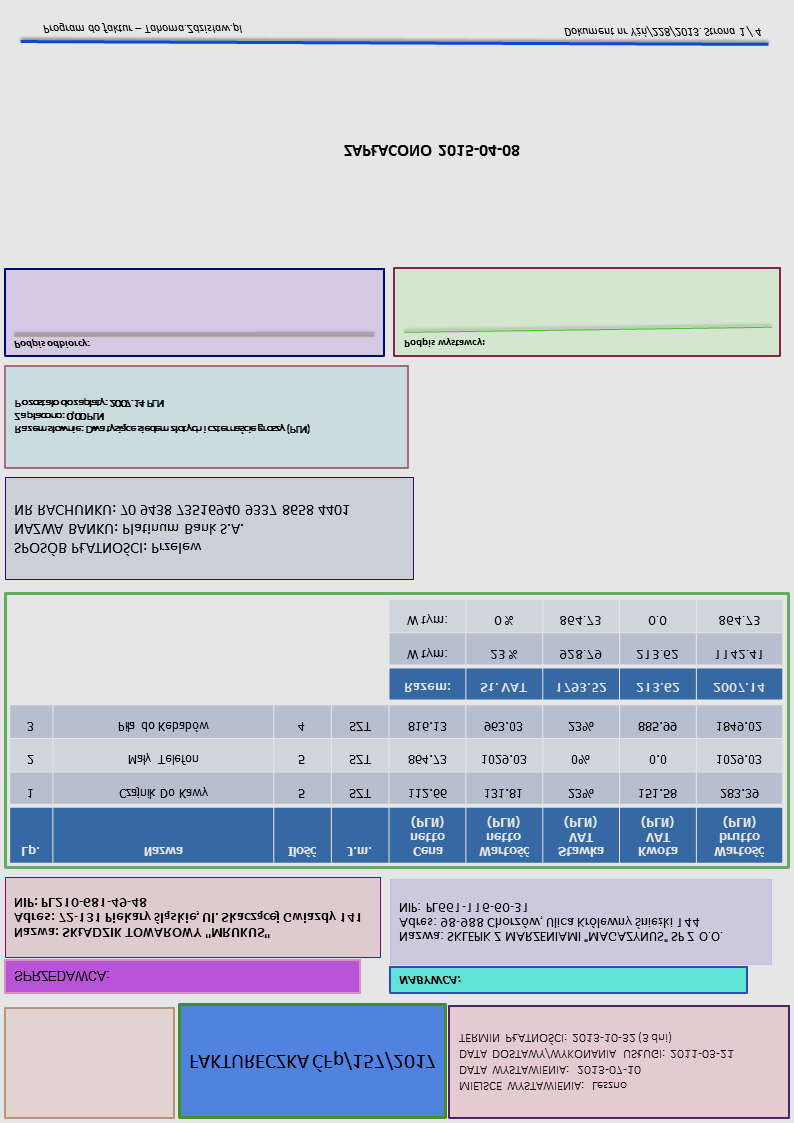 MIEJSCE WYSTAWIENIA: Leszno
DATA WYSTAWIENIA: 2013-07-10
DATA DOSTAWY/WYKONANIA USŁUGI: 2011-03-21
TERMIN PŁATNOŚCI: 2013-10-32 (3 dni)
FAKTURECZKA ĆFp/157/2017
SPRZEDAWCA:
Nazwa: SKŁADZIK TOWAROWY "MRUKUS"
Adres: 72-131 Piekary Śląskie, Ul. Skaczącej Gwiazdy 141
NIP: PL210-681-49-48
NABYWCA:
Nazwa: SKLEPIK Z MARZENIAMI "MAGAZYNUS" SP Z O.O.
Adres: 98-988 Chorzów, Ulica Królewny Śnieżki 144
NIP: PL661-116-60-31
Lp. Nazwa Ilość J.m. Cena netto (PLN) Wartość netto (PLN) Stawka VAT (PLN) Kwota VAT (PLN) Wartość brutto (PLN)
1 Czajnik Do Kawy 5 SZT 112.66 131.81 23% 151.58 283.39
2 Mały Telefon 5 SZT 864.73 1029.03 0% 0.0 1029.03
3 Piła do Kebabów 4 SZT 816.13 963.03 23% 885.99 1849.02
Razem: St. VAT 1793.52 213.62 2007.14
W tym: 23 % 928.79 213.62 1142.41
W tym: 0 % 864.73 0.0 864.73
SPOSÓB PŁATNOŚCI: Przelew
NAZWA BANKU: Platinum Bank S.A.
NR RACHUNKU: 70 9438 73516940 9337 8658 4401
Razem słownie: Dwa tysiące siedem złotych i czternaście groszy (PLN)
Zapłacono: 0,00 PLN
Pozostało do zapłaty: 2007.14 PLN
Podpis odbiorcy:
Podpis wystawcy:
ZAPŁACONO 2015-04-08
Program do faktur – Tahoma.Zdzisław.pl
Dokument nr Strona 1 / 4